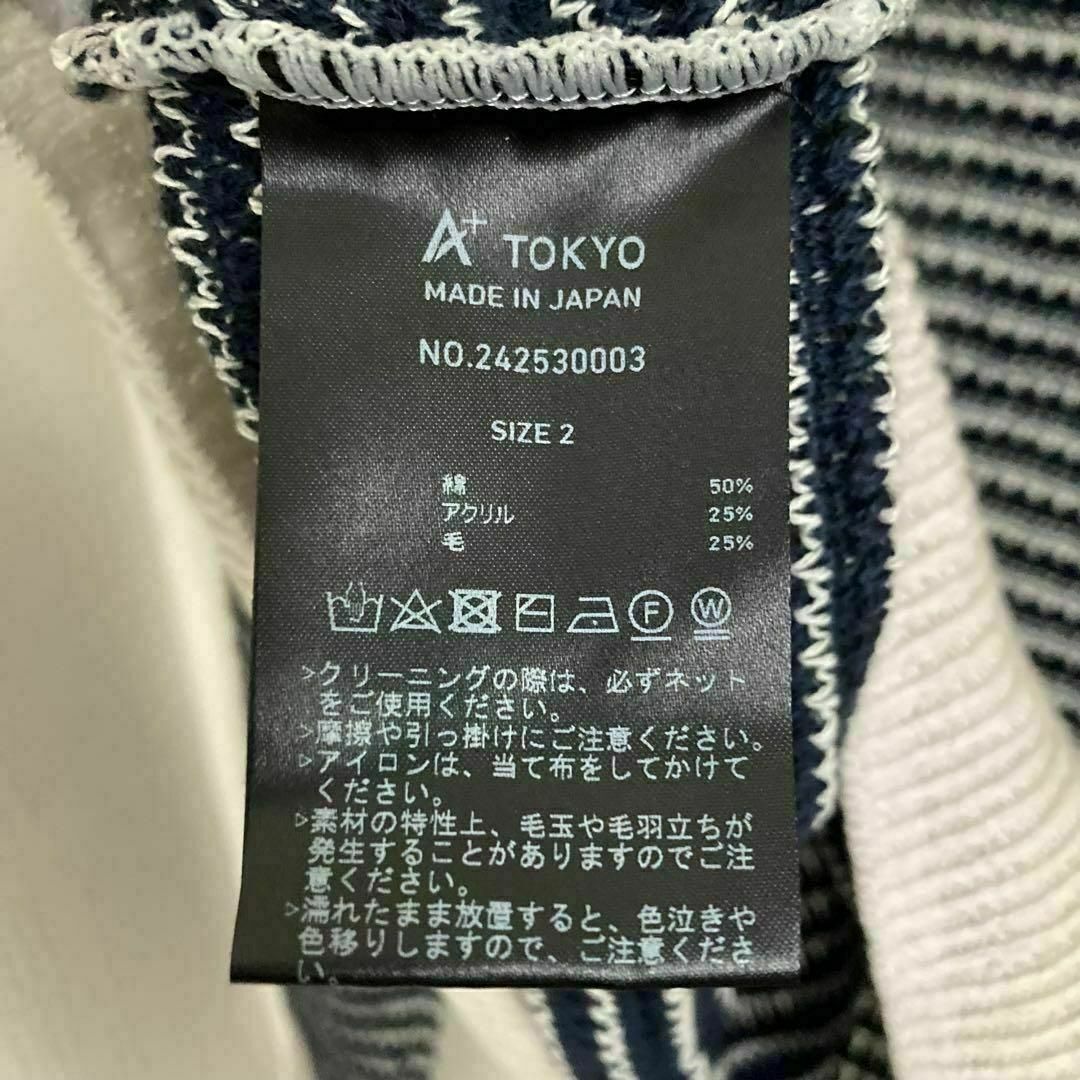 A+ TOKYO
MADE IN JAPAN
NO.242530003
SIZE 2
綿 50%
アクリル 25%
毛 25%
F W
▷クリーニングの際は、必ずネット
をご使用ください。
▷摩擦や引っ掛けにご注意ください。
▷アイロンは、当て布をしてかけて
ください。
▷素材の特性上、毛玉や毛羽立ちが
発生することがありますのでご注
意ください。
▷濡れたまま放置すると、色泣きや
色移りしますので、ご注意くださ
い。